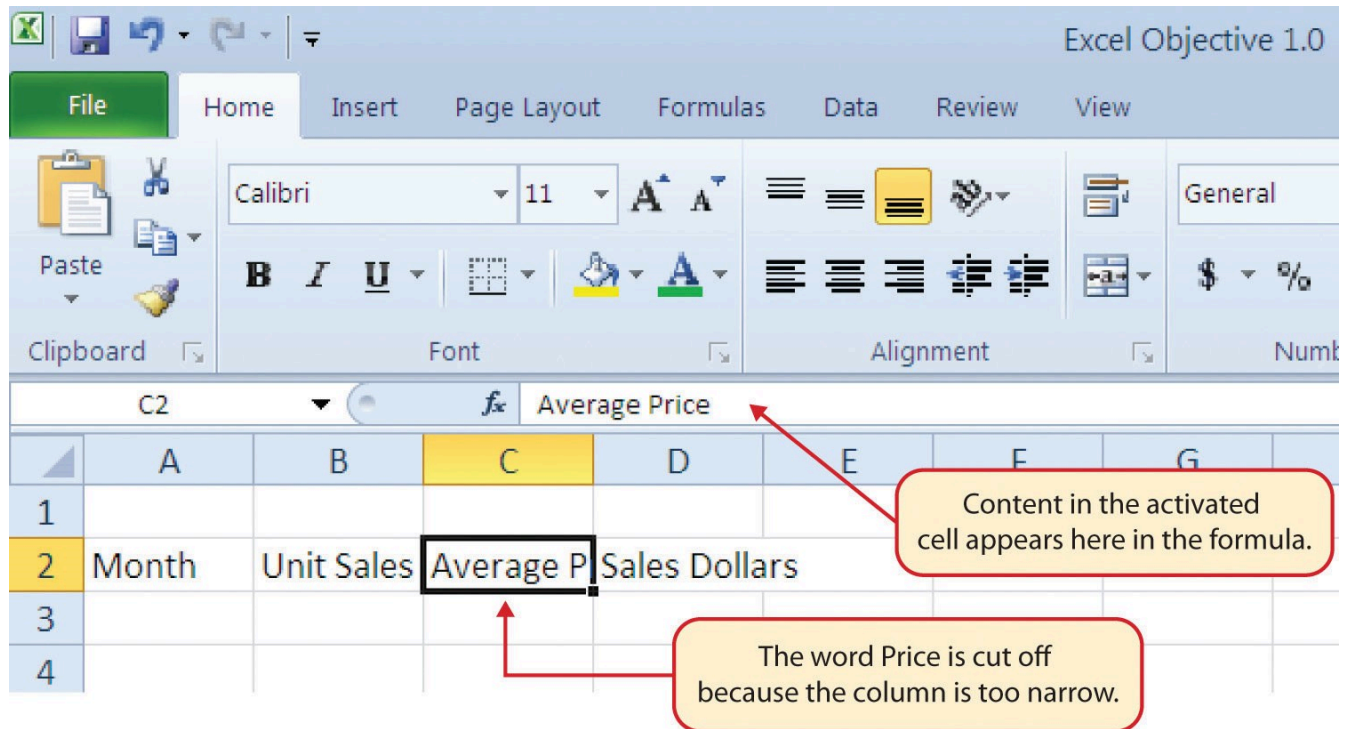 Excel Objective 1.0
File Home Insert Page Layout Formulas Data Review View
Calibri 11 A A General
Paste B I U A a $ %
Clipboard Font Alignment Numb
C2 fx Average Price
A B C D E F G
1
2 Month Unit Sales Average P Sales Dollars
3
4
Content in the activated
cell appears here in the formula.
The word Price is cut off
because the column is too narrow.